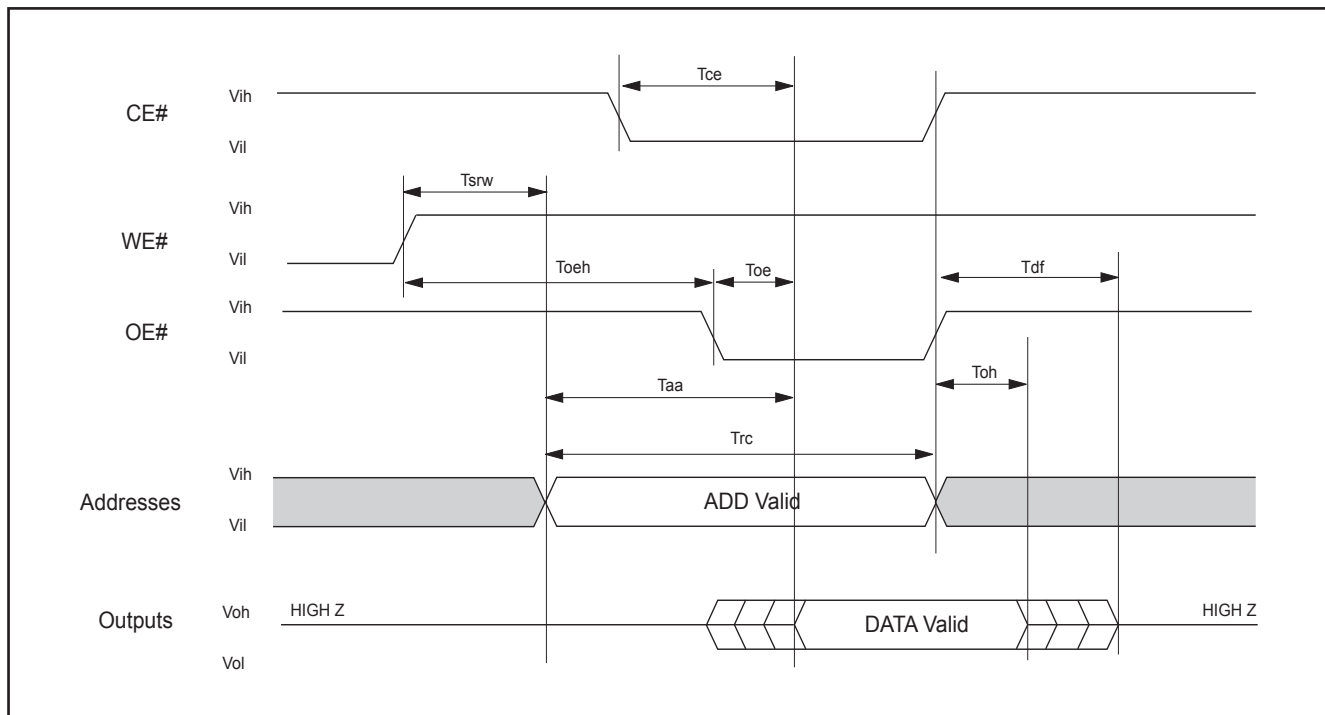 Tce
CE#
Vih
Vil
Tsrw
WE#
Vih
Vil
Toeh
Toe
Tdf
OE#
Vih
Vil
Toh
Taa
Trc
Addresses
Vih
Vil
ADD Valid
Outputs
Voh
HIGH Z
DATA Valid
HIGH Z
Vol